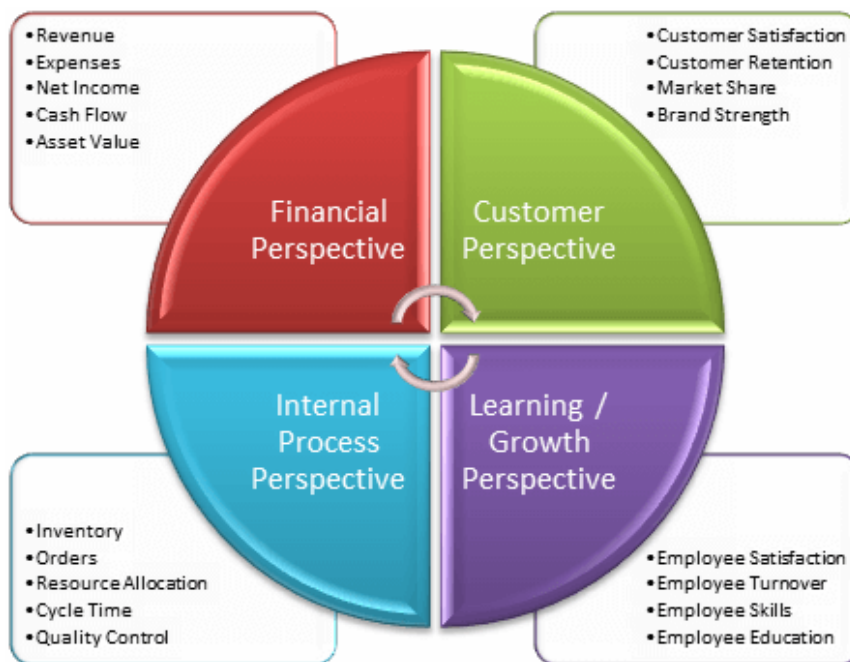 •Revenue
•Expenses
•Net Income
•Cash Flow
•Asset Value
•Customer Satisfaction
•Customer Retention
•Market Share
•Brand Strength
Financial
Perspective
Customer
Perspective
Internal
Process
Perspective
Learning /
Growth
Perspective
•Inventory
•Orders
•Resource Allocation
•Cycle Time
•Quality Control
•Employee Satisfaction
•Employee Turnover
•Employee Skills
•Employee Education